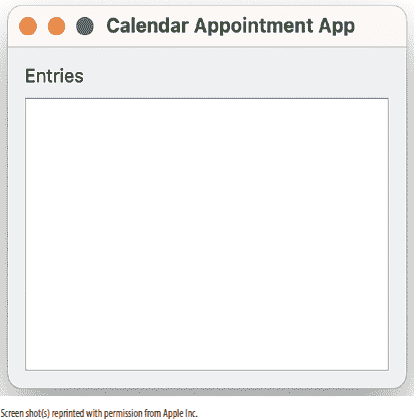 Calendar Appointment App
Entries
Screen shot(s) reprinted with permission from Apple Inc.